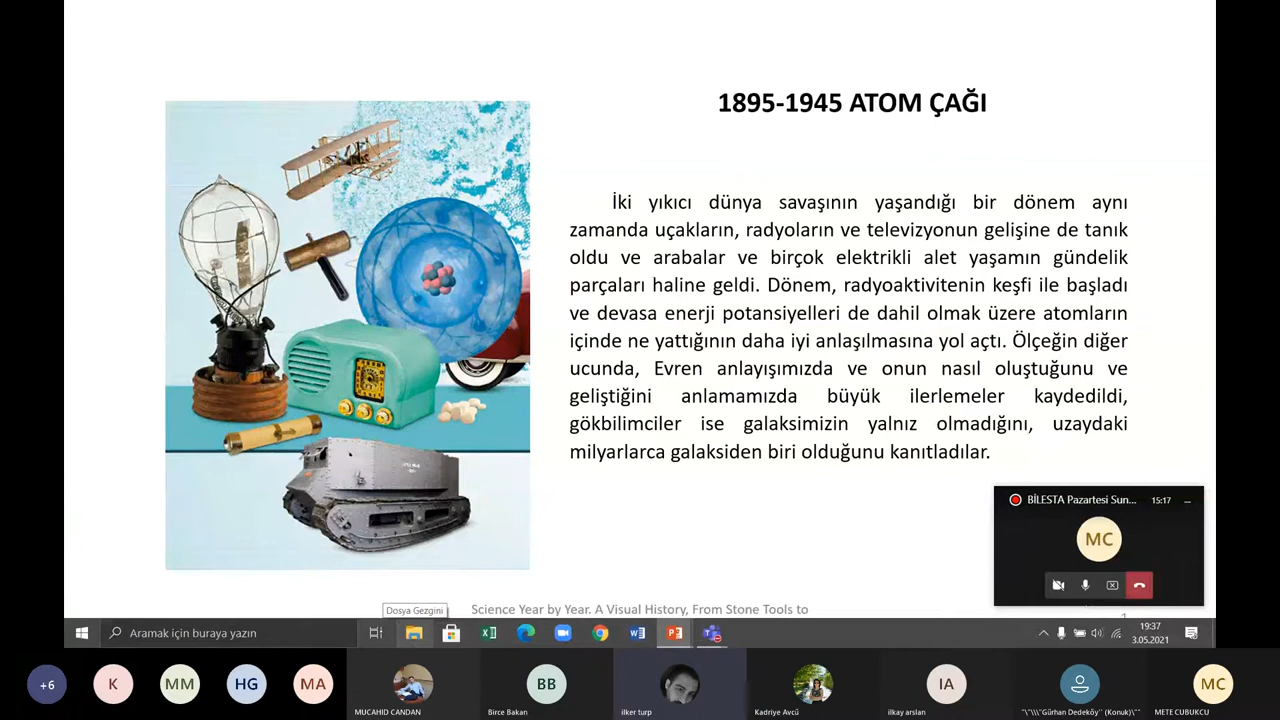 1895-1945 ATOM ÇAĞI
İki yıkıcı dünya savaşının yaşandığı bir dönem aynı
zamanda uçakların, radyoların ve televizyonun gelişine de tanık
oldu ve arabalar ve birçok elektrikli alet yaşamın gündelik
parçaları haline geldi. Dönem, radyoaktivitenin keşfi ile başladı
ve devasa enerji potansiyelleri de dahil olmak üzere atomların
içinde ne yattığının daha iyi anlaşılmasına yol açtı. Ölçeğin diğer
ucunda, Evren anlayışımızda ve onun nasıl oluştuğunu ve
geliştiğini anlamamızda büyük ilerlemeler kaydedildi,
gökbilimciler ise galaksimizin yalnız olmadığını, uzaydaki
milyarlarca galaksiden biri olduğunu kanıtladılar.
BİLESTA Pazartesi Sun... 15:17
MC
Dosya Gezgini
Science Year by Year. A Visual History, From Stone Tools to
Aramak için buraya yazın
19:37
3.05.2021
+6 K MM HG MA BB IA MC
MUCAHID CANDAN Birce Bakan ilker turp Kadriye Avcü ilkay arslan "\"\\\"Gürhan Dedeköy" (Konuk)\"" METE CUBUKCU